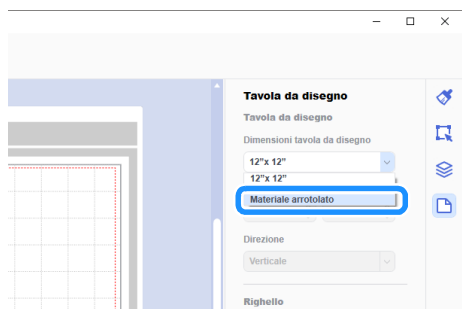 Tavola da disegno
Tavola da disegno
Dimensioni tavola da disegno
12”x 12”
12”x 12”
Materiale arrotolato
Direzione
Verticale
Righello